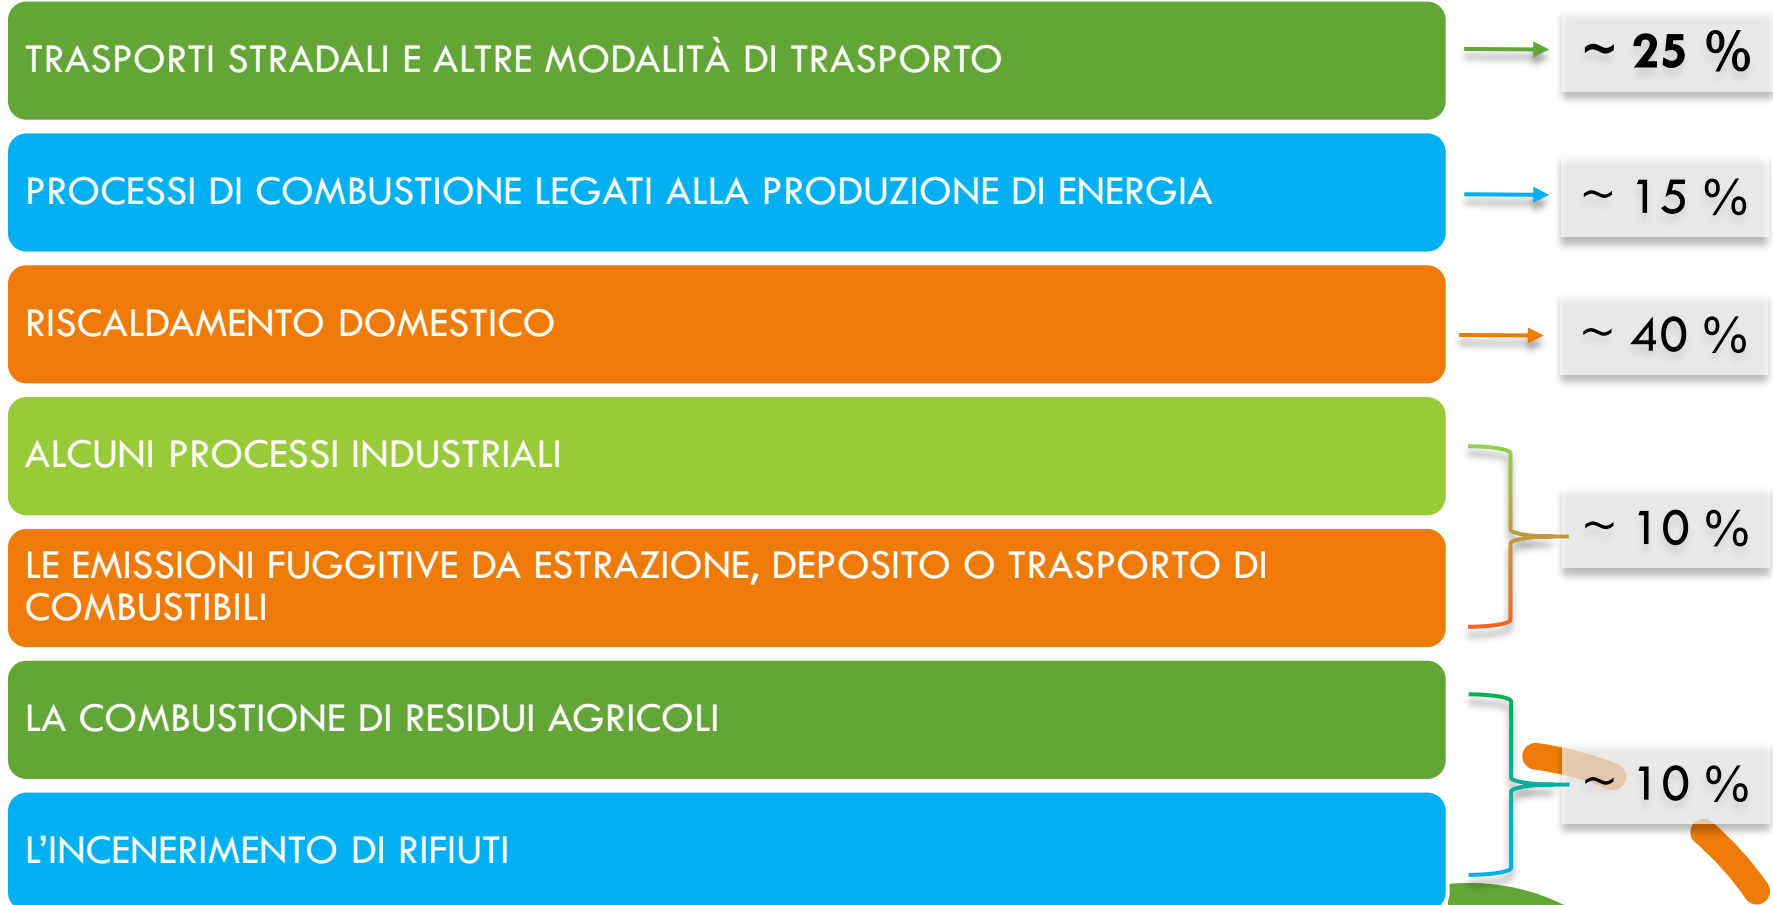 TRASPORTI STRADALI E ALTRE MODALITÀ DI TRASPORTO
~ 25 %
PROCESSI DI COMBUSTIONE LEGATI ALLA PRODUZIONE DI ENERGIA
~ 15 %
RISCALDAMENTO DOMESTICO
~ 40 %
ALCUNI PROCESSI INDUSTRIALI
~ 10 %
LE EMISSIONI FUGGITIVE DA ESTRAZIONE, DEPOSITO O TRASPORTO DI
COMBUSTIBILI
LA COMBUSTIONE DI RESIDUI AGRICOLI
~ 10 %
L’INCENERIMENTO DI RIFIUTI